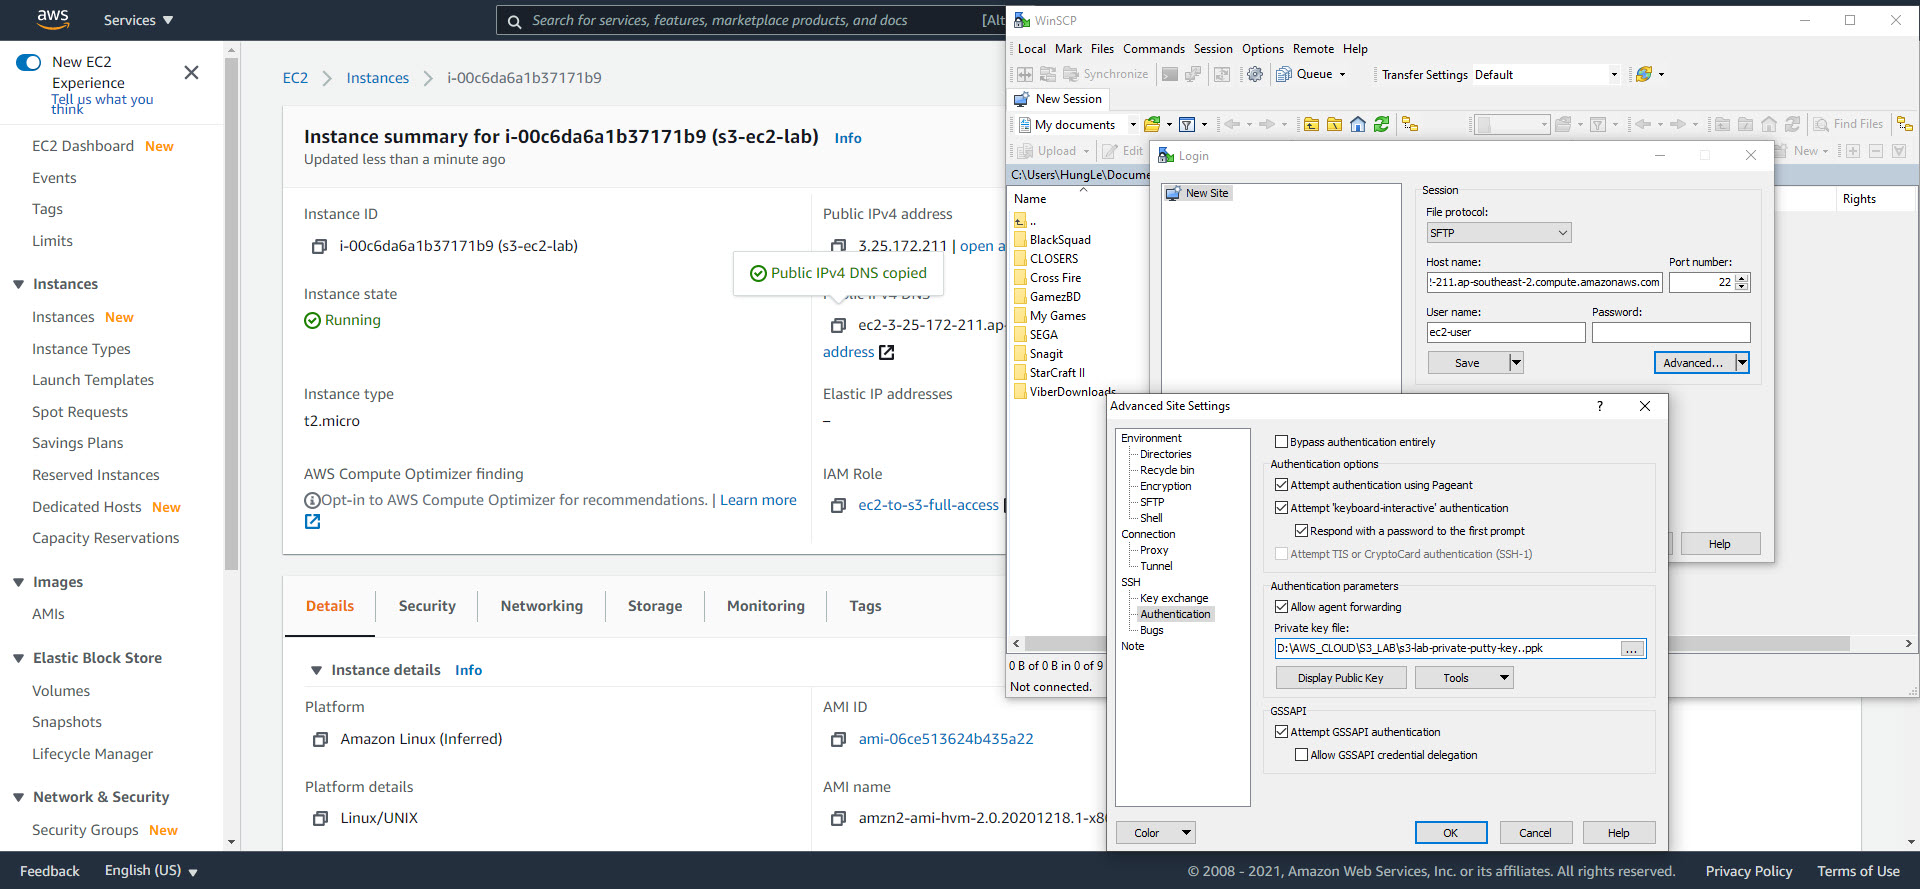 aws
Services
Search for services, features, marketplace products, and docs
[Alt
New EC2
Experience
Tell us what you
think
EC2 Dashboard New
Events
Tags
Limits
Instances
Instances New
Instance Types
Launch Templates
Spot Requests
Savings Plans
Reserved Instances
Dedicated Hosts New
Capacity Reservations
Images
AMIs
Elastic Block Store
Volumes
Snapshots
Lifecycle Manager
Network & Security
Security Groups New
EC2 Instances i-00c6da6a1b37171b9
Instance summary for i-00c6da6a1b37171b9 (s3-ec2-lab) Info
Updated less than a minute ago
Instance ID
i-00c6da6a1b37171b9 (s3-ec2-lab)
Public IPv4 address
3.25.172.211 | open a
Public IPv4 DNS copied
Instance state
Running
Public IPv4 DNS
ec2-3-25-172-211.ap-
address
Instance type
t2.micro
Elastic IP addresses
–
AWS Compute Optimizer finding
Opt-in to AWS Compute Optimizer for recommendations. | Learn more
IAM Role
ec2-to-s3-full-access
Details Security Networking Storage Monitoring Tags
Instance details Info
Platform
Amazon Linux (Inferred)
AMI ID
ami-06ce513624b435a22
Platform details
Linux/UNIX
AMI name
amzn2-ami-hvm-2.0.20201218.1-x86
WinSCP
Local Mark Files Commands Session Options Remote Help
Synchronize
Queue
Transfer Settings Default
New Session
My documents
Find Files
Upload
Edit
New
C:\Users\HungLe\Docume
Name
Rights
..
BlackSquad
CLOSERS
Cross Fire
GamezBD
My Games
SEGA
Snagit
StarCraft II
ViberDownloads
0 B of 0 B in 0 of 9
Not connected.
Login
New Site
Session
File protocol:
SFTP
Host name:
Port number:
-211.ap-southeast-2.compute.amazonaws.com
22
User name:
Password:
ec2-user
Save
Advanced...
Help
Advanced Site Settings
?
Environment
Directories
Recycle bin
Encryption
SFTP
Shell
Connection
Proxy
Tunnel
SSH
Key exchange
Authentication
Bugs
Note
Bypass authentication entirely
Authentication options
Attempt authentication using Pageant
Attempt 'keyboard-interactive' authentication
Respond with a password to the first prompt
Attempt TIS or CryptoCard authentication (SSH-1)
Authentication parameters
Allow agent forwarding
Private key file:
D:\AWS_CLOUD\S3_LAB\s3-lab-private-putty-key..ppk
...
Display Public Key
Tools
GSSAPI
Attempt GSSAPI authentication
Allow GSSAPI credential delegation
Color
OK
Cancel
Help
Feedback English (US)
© 2008 - 2021, Amazon Web Services, Inc. or its affiliates. All rights reserved. Privacy Policy Terms of Use